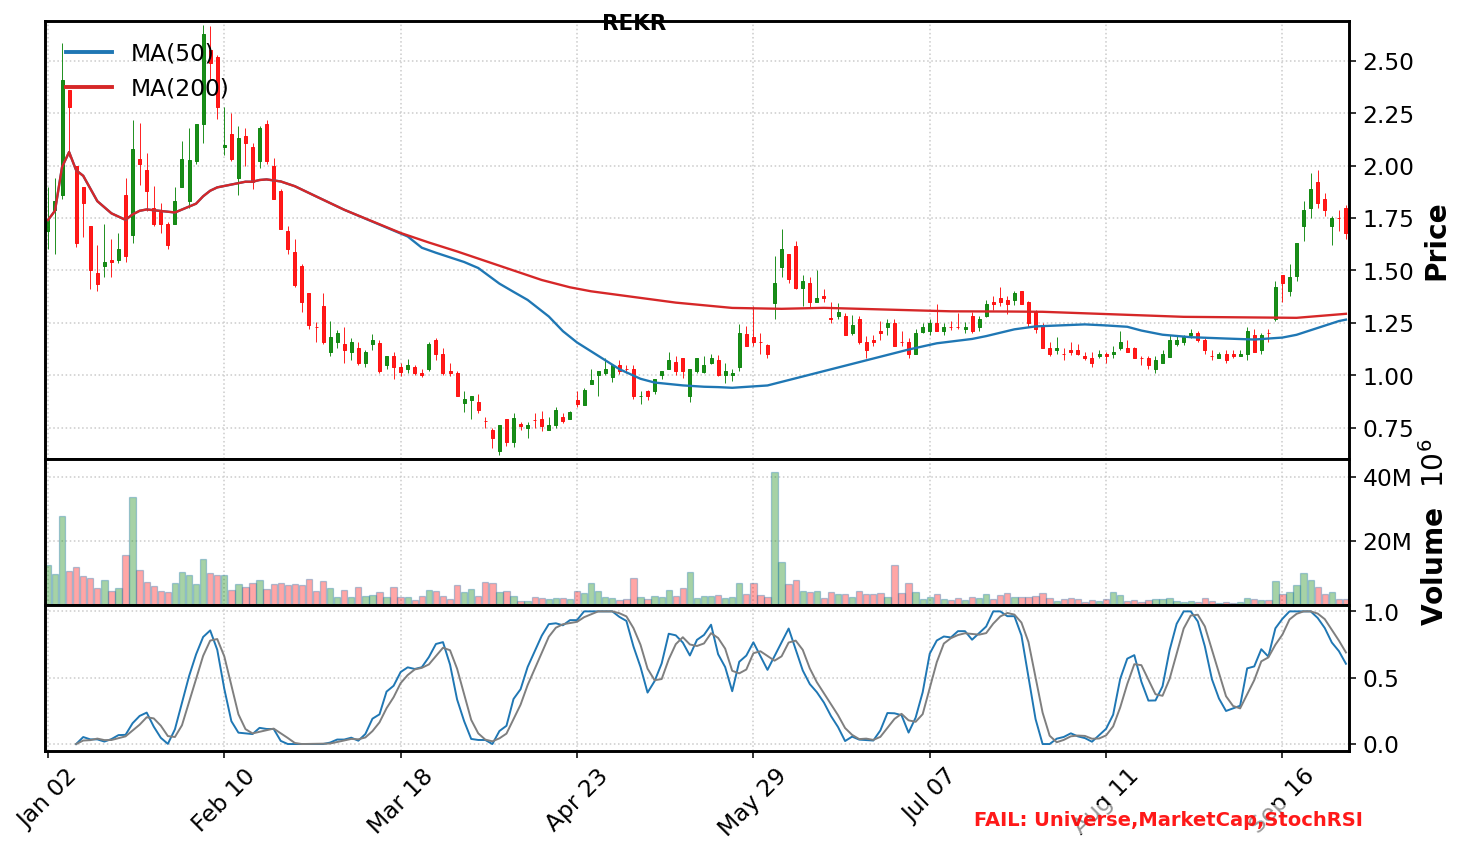 REKR
MA(50)
MA(200)
2.50
2.25
2.00
1.75
1.50
1.25
1.00
0.75
Price
40M
20M
Volume 10^6
1.0
0.5
0.0
Jan 02
Feb 10
Mar 18
Apr 23
May 29
Jul 07
Aug 11
Sep 16
FAIL: Universe,MarketCap,StochRSI